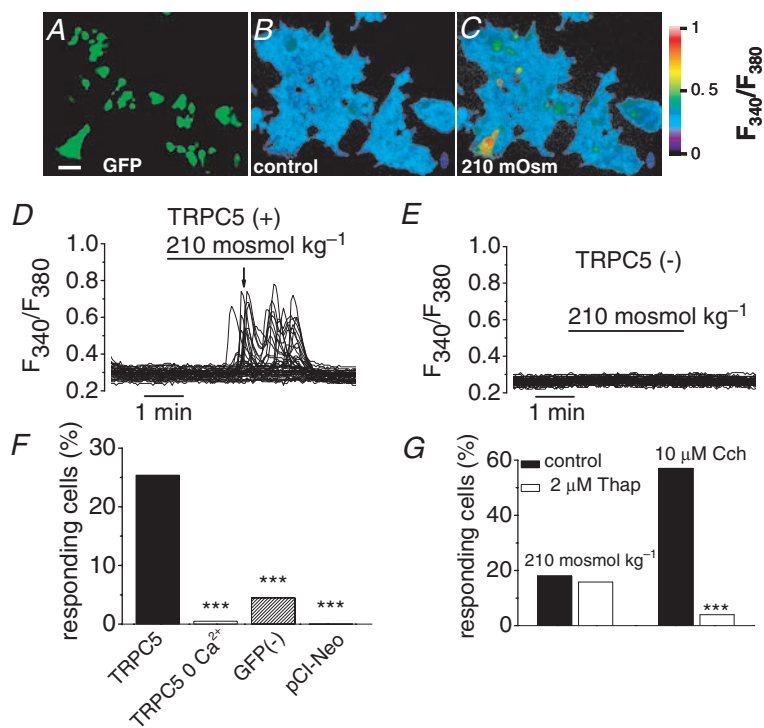 A
B
C
GFP
control
210 mOsm
1
0.5
0
F340/F380
D
TRPC5 (+)
210 mosmol kg⁻¹
F340/F380
1.0
0.8
0.6
0.4
0.2
1 min
E
TRPC5 (-)
210 mosmol kg⁻¹
F340/F380
1.0
0.8
0.6
0.4
0.2
1 min
F
responding cells (%)
30
20
10
0
***
***
***
TRPC5
TRPC5 0 Ca²⁺
GFP(-)
pCI-Neo
G
responding cells (%)
60
40
20
0
control
2 μM Thap
10 μM Cch
210 mosmol kg⁻¹
***